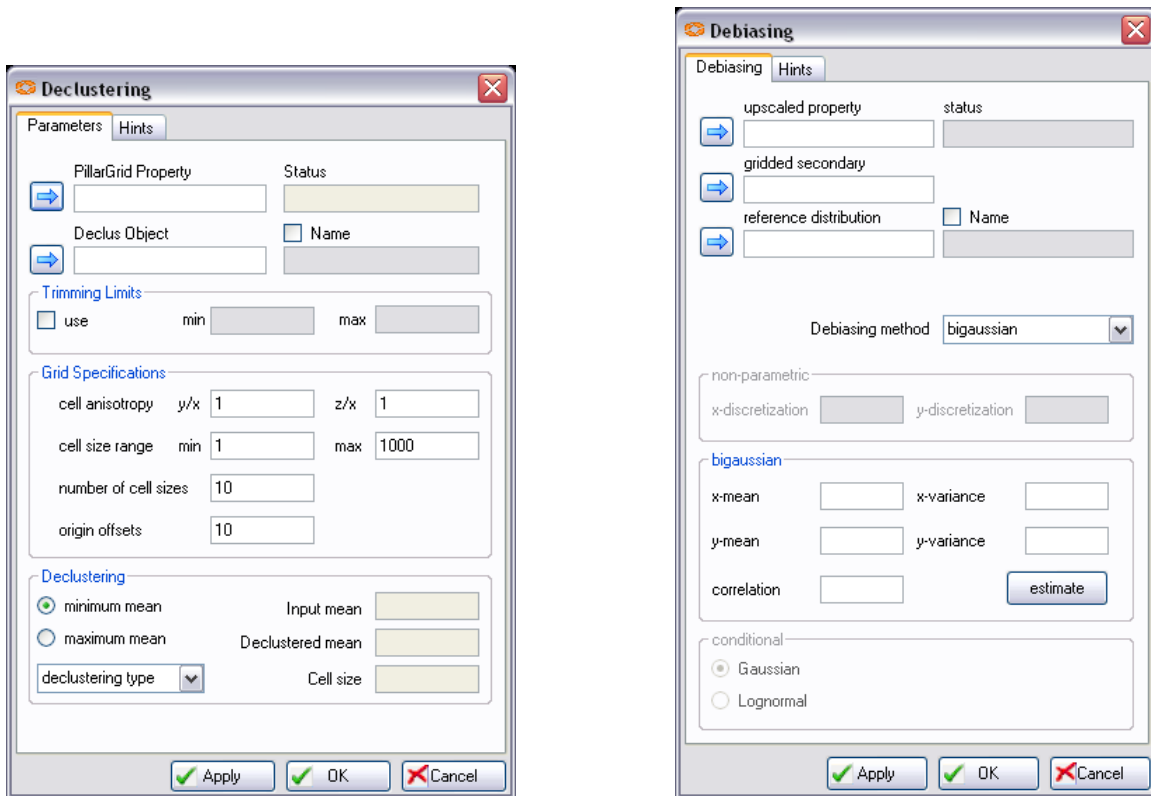 Declustering
Parameters Hints
PillarGrid Property Status
Declus Object Name
Trimming Limits
use min max
Grid Specifications
cell anisotropy y/x 1 z/x 1
cell size range min 1 max 1000
number of cell sizes 10
origin offsets 10
Declustering
minimum mean Input mean
maximum mean Declustered mean
declustering type Cell size
Apply OK Cancel
Debiasing
Debiasing Hints
upscaled property status
gridded secondary
reference distribution Name
Debiasing method bigaussian
non-parametric
x-discretization y-discretization
bigaussian
x-mean x-variance
y-mean y-variance
correlation estimate
conditional
Gaussian
Lognormal
Apply OK Cancel